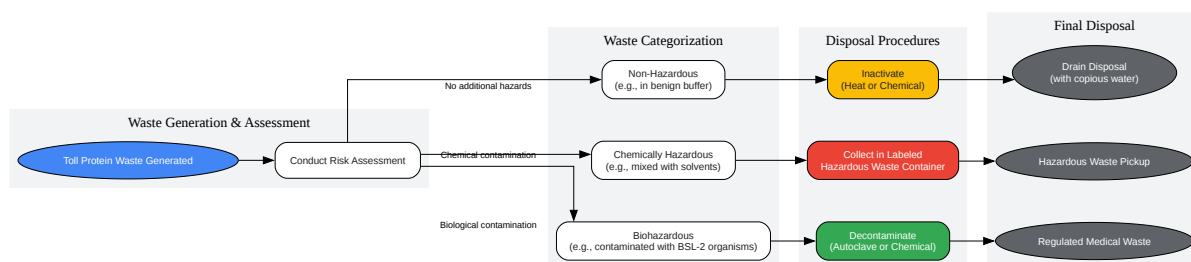 Final Disposal
Waste Categorization
Disposal Procedures
Non-Hazardous
(e.g., in benign buffer)
Inactivate
(Heat or Chemical)
Drain Disposal
(with copious water)
No additional hazards
Waste Generation & Assessment
Toll Protein Waste Generated
Conduct Risk Assessment
Chemical contamination
Chemically Hazardous
(e.g., mixed with solvents)
Collect in Labeled
Hazardous Waste Container
Hazardous Waste Pickup
Biological contamination
Biohazardous
(e.g., contaminated with BSL-2 organisms)
Decontaminate
(Autoclave or Chemical)
Regulated Medical Waste